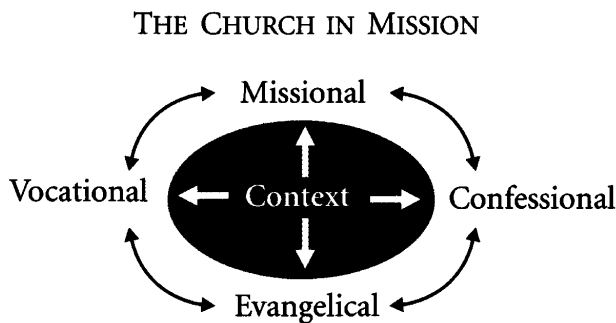 THE CHURCH IN MISSION
Missional
Vocational
Context
Confessional
Evangelical